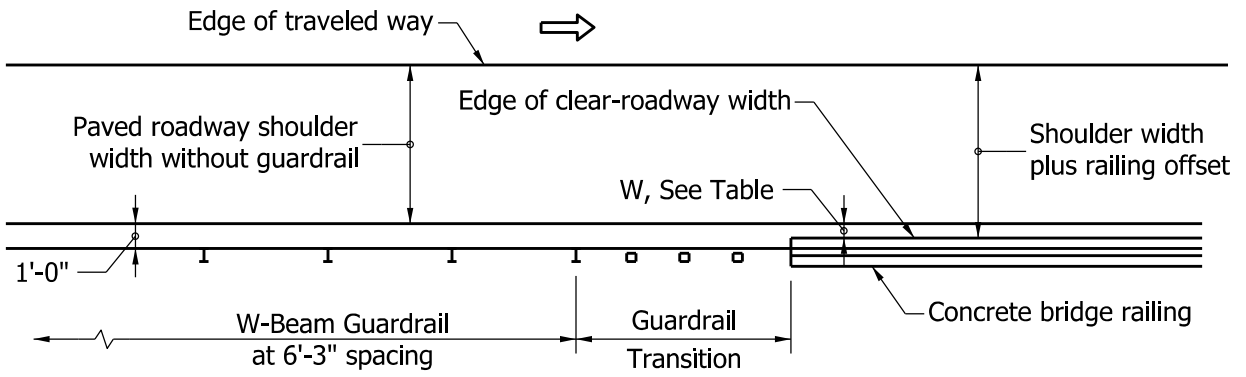 Edge of traveled way
Edge of clear-roadway width
Paved roadway shoulder
width without guardrail
Shoulder width
plus railing offset
W, See Table
1'-0"
Concrete bridge railing
W-Beam Guardrail
at 6'-3" spacing
Guardrail
Transition